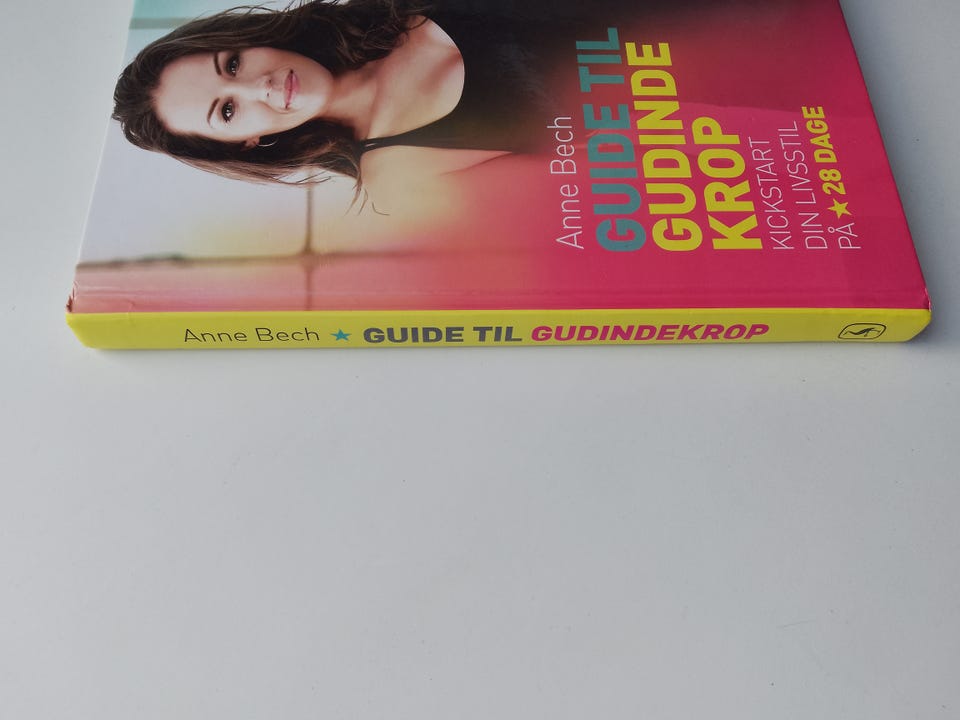 Anne Bech
GUIDE TIL
GUDINDE
KROP
KICKSTART
DIN LIVSSTIL
PÅ ★ 28 DAGE
Anne Bech ★ GUIDE TIL GUDINDEKROP